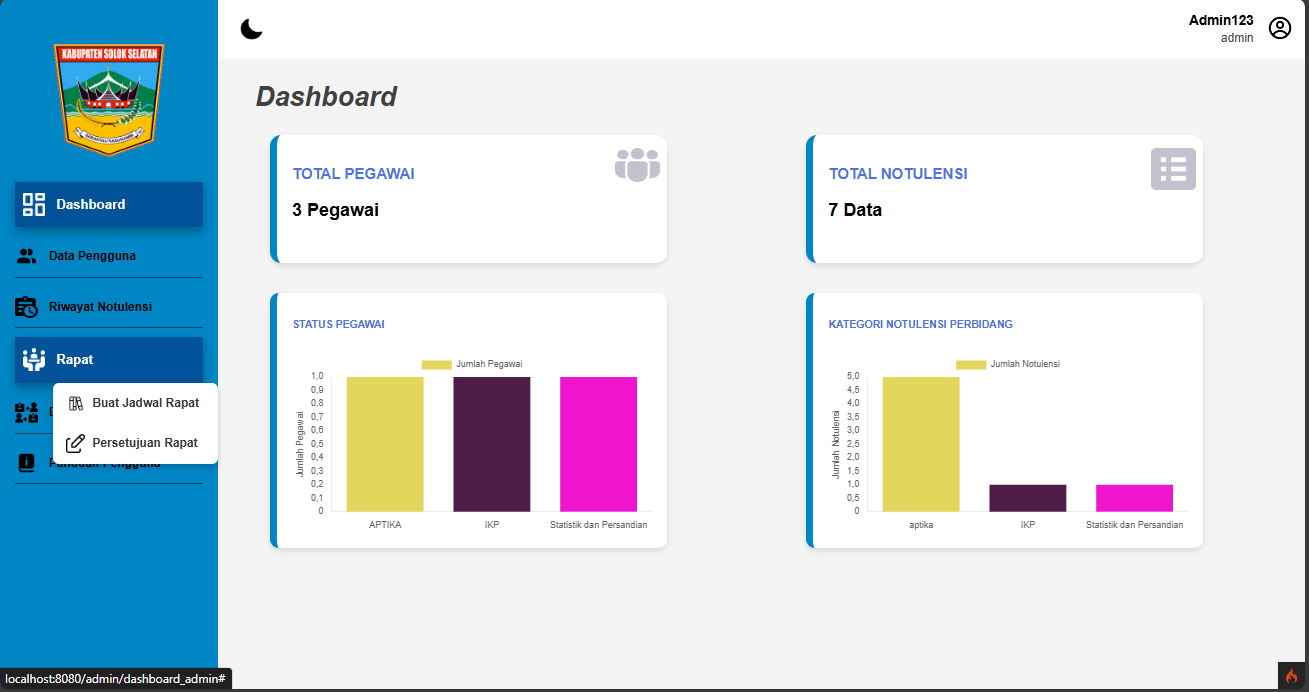 KABUPATEN SOLOK SELATAN
Admin123
admin
Dashboard
Dashboard
Data Pengguna
Riwayat Notulensi
Rapat
Buat Jadwal Rapat
Persetujuan Rapat
Panduan Pengguna
TOTAL PEGAWAI
3 Pegawai
TOTAL NOTULENSI
7 Data
STATUS PEGAWAI
Jumlah Pegawai
Jumlah Pegawai
1,0
0,9
0,8
0,7
0,6
0,5
0,4
0,3
0,2
0,1
0
APTIKA
IKP
Statistik dan Persandian
KATEGORI NOTULENSI PERBIDANG
Jumlah Notulensi
Jumlah Notulensi
5,0
4,5
4,0
3,5
3,0
2,5
2,0
1,5
1,0
0,5
0
aptika
IKP
Statistik dan Persandian
localhost:8080/admin/dashboard_admin#